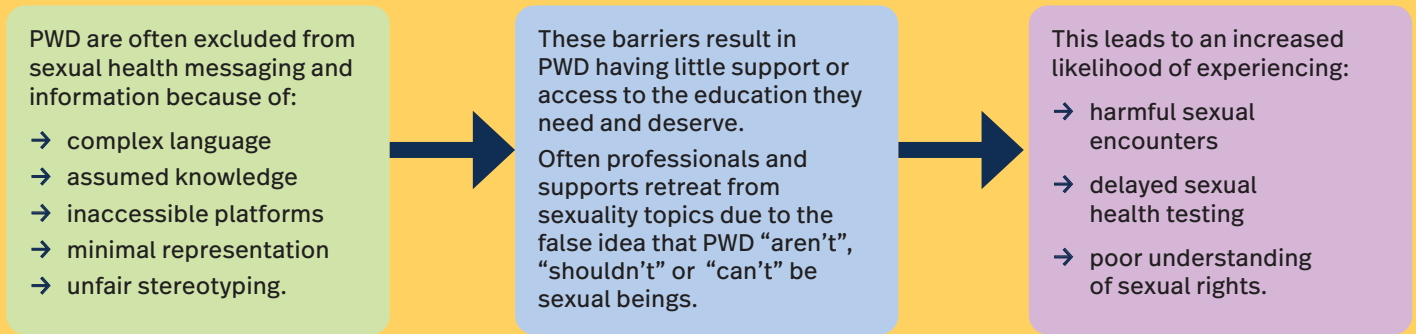 PWD are often excluded from
sexual health messaging and
information because of:
→ complex language
→ assumed knowledge
→ inaccessible platforms
→ minimal representation
→ unfair stereotyping.
These barriers result in
PWD having little support or
access to the education they
need and deserve.
Often professionals and
supports retreat from
sexuality topics due to the
false idea that PWD “aren’t”,
“shouldn’t” or “can’t” be
sexual beings.
This leads to an increased
likelihood of experiencing:
→ harmful sexual
encounters
→ delayed sexual
health testing
→ poor understanding
of sexual rights.